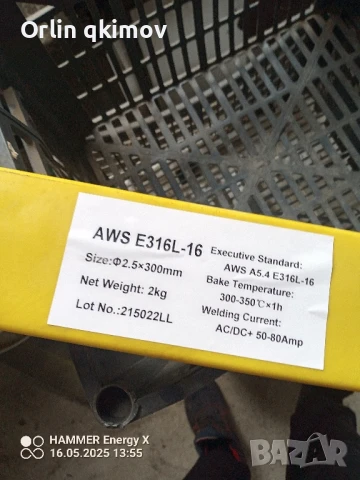 Orlin qkimov
AWS E316L-16
Size:Φ2.5×300mm
Net Weight: 2kg
Lot No.:215022LL
Executive Standard:
AWS A5.4 E316L-16
Bake Temperature:
300-350℃×1h
Welding Current:
AC/DC+ 50-80Amp
HAMMER Energy X
16.05.2025 13:55
BAZAR
.bg